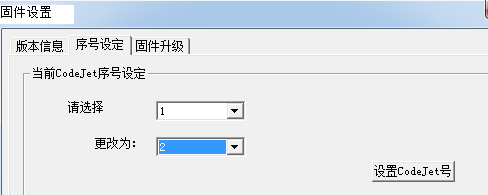 固件设置
版本信息 序号设定 固件升级
当前CodeJet序号设定
请选择 1
更改为: 2
设置CodeJet号